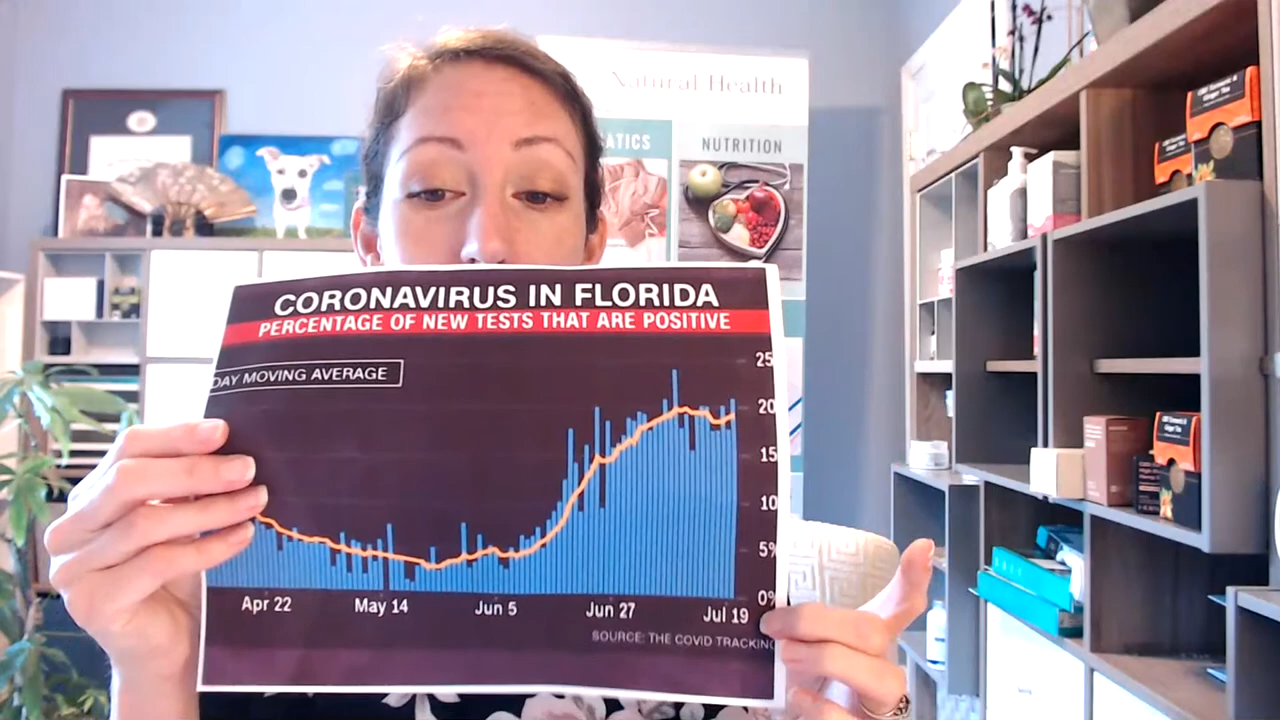 Natural Health
NUTRITION
CORONAVIRUS IN FLORIDA
PERCENTAGE OF NEW TESTS THAT ARE POSITIVE
DAY MOVING AVERAGE
25
20
15
10
5%
0%
Apr 22 May 14 Jun 5 Jun 27 Jul 19
SOURCE: THE COVID TRACKING